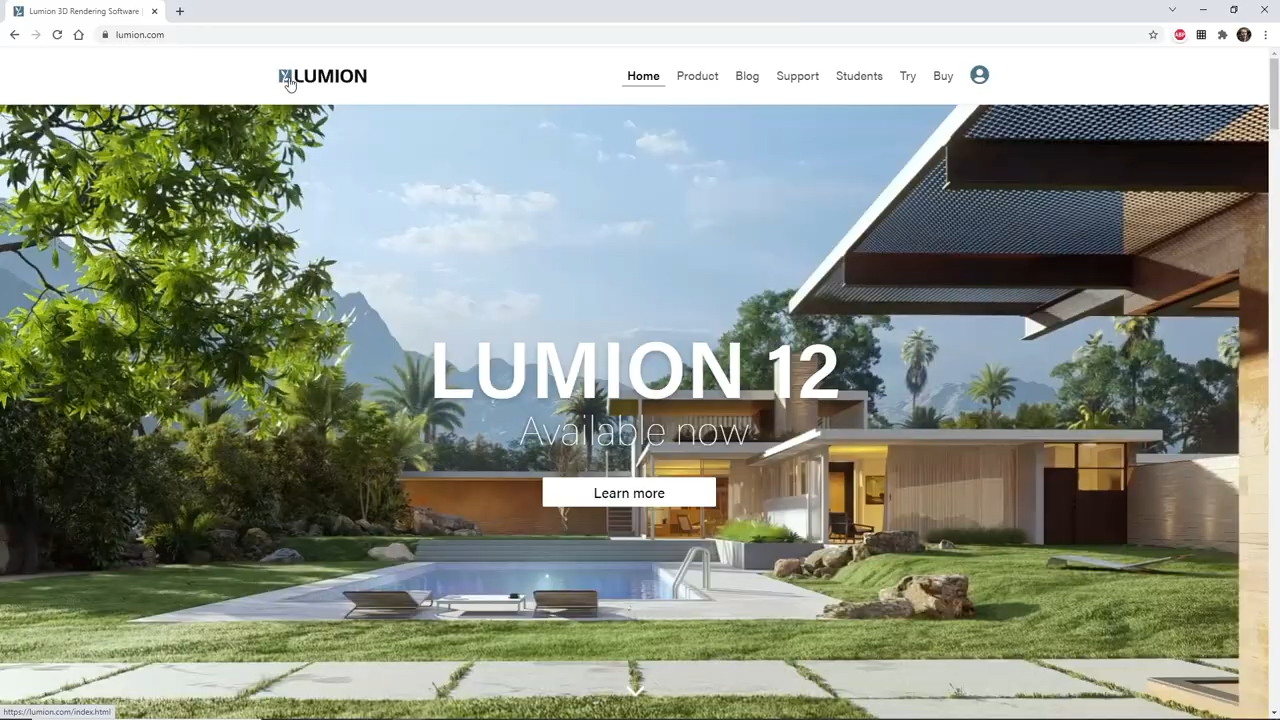 Lumion 3D Rendering Software
lumion.com
ABP
LUMION
Home Product Blog Support Students Try Buy
LUMION 12
Available now
Learn more
https://lumion.com/index.html